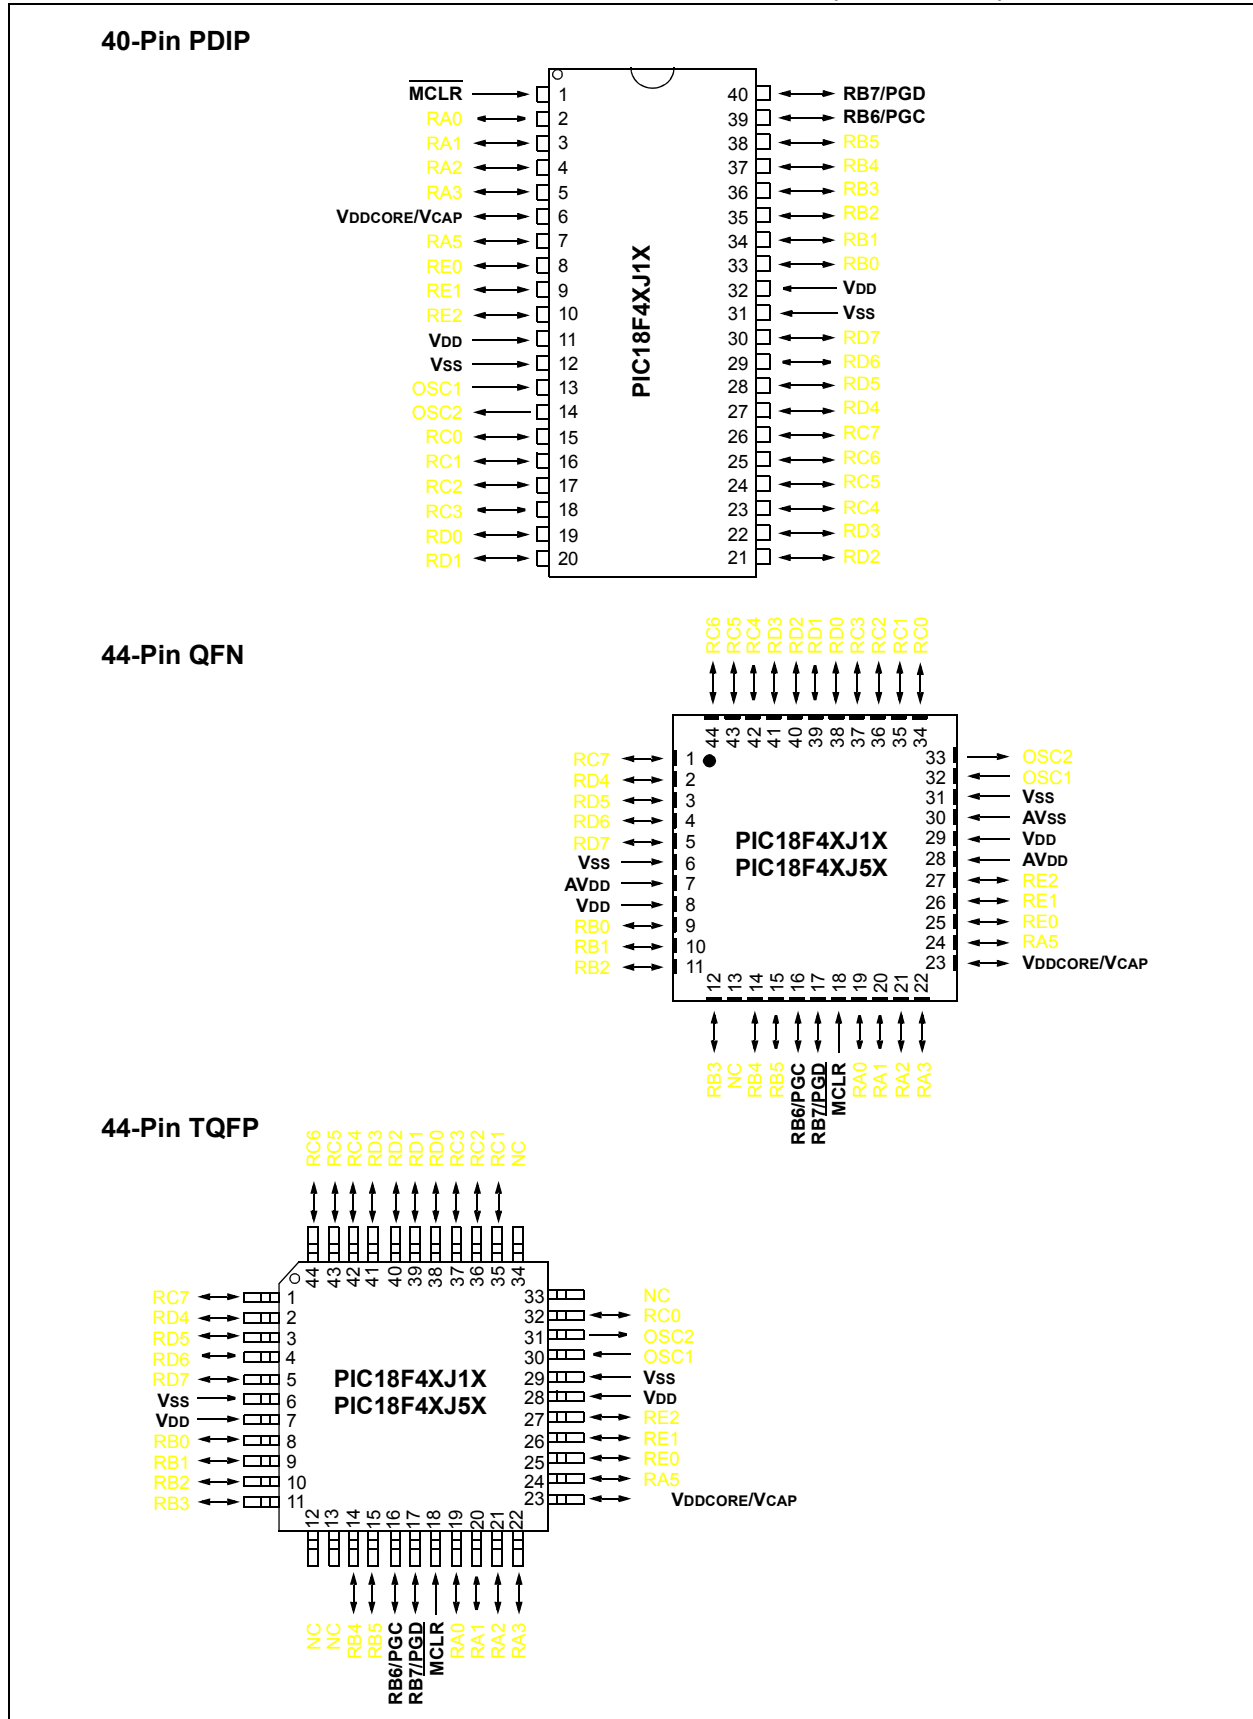 40-Pin PDIP
MCLR 1 40 RB7/PGD
RA0 2 39 RB6/PGC
RA1 3 38 RB5
RA2 4 37 RB4
RA3 5 36 RB3
VDDCORE/VCAP 6 35 RB2
RA5 7 34 RB1
RE0 8 33 RB0
RE1 9 32 VDD
RE2 10 31 VSS
VDD 11 30 RD7
VSS 12 29 RD6
OSC1 13 28 RD5
OSC2 14 27 RD4
RC0 15 26 RC7
RC1 16 25 RC6
RC2 17 24 RC5
RC3 18 23 RC4
RD0 19 22 RD3
RD1 20 21 RD2
PIC18F4XJ1X
44-Pin QFN
RC6 RC5 RC4 RD3 RD2 RD1 RD0 RC3 RC2 RC1 RC0
44 43 42 41 40 39 38 37 36 35 34
RC7 1 33 OSC2
RD4 2 32 OSC1
RD5 3 31 VSS
RD6 4 30 AVSS
RD7 5 29 VDD
VSS 6 28 AVDD
AVDD 7 27 RE2
VDD 8 26 RE1
RB0 9 25 RE0
RB1 10 24 RA5
RB2 11 23 VDDCORE/VCAP
PIC18F4XJ1X
PIC18F4XJ5X
12 13 14 15 16 17 18 19 20 21 22
RB3 NC RB4 RB5 RB6/PGC RB7/PGD MCLR RA0 RA1 RA2 RA3
44-Pin TQFP
RC6 RC5 RC4 RD3 RD2 RD1 RD0 RC3 RC2 RC1 NC
44 43 42 41 40 39 38 37 36 35 34
RC7 1 33 NC
RD4 2 32 RC0
RD5 3 31 OSC2
RD6 4 30 OSC1
RD7 5 29 VSS
VSS 6 28 VDD
VDD 7 27 RE2
RB0 8 26 RE1
RB1 9 25 RE0
RB2 10 24 RA5
RB3 11 23 VDDCORE/VCAP
PIC18F4XJ1X
PIC18F4XJ5X
12 13 14 15 16 17 18 19 20 21 22
NC NC RB4 RB5 RB6/PGC RB7/PGD MCLR RA0 RA1 RA2 RA3